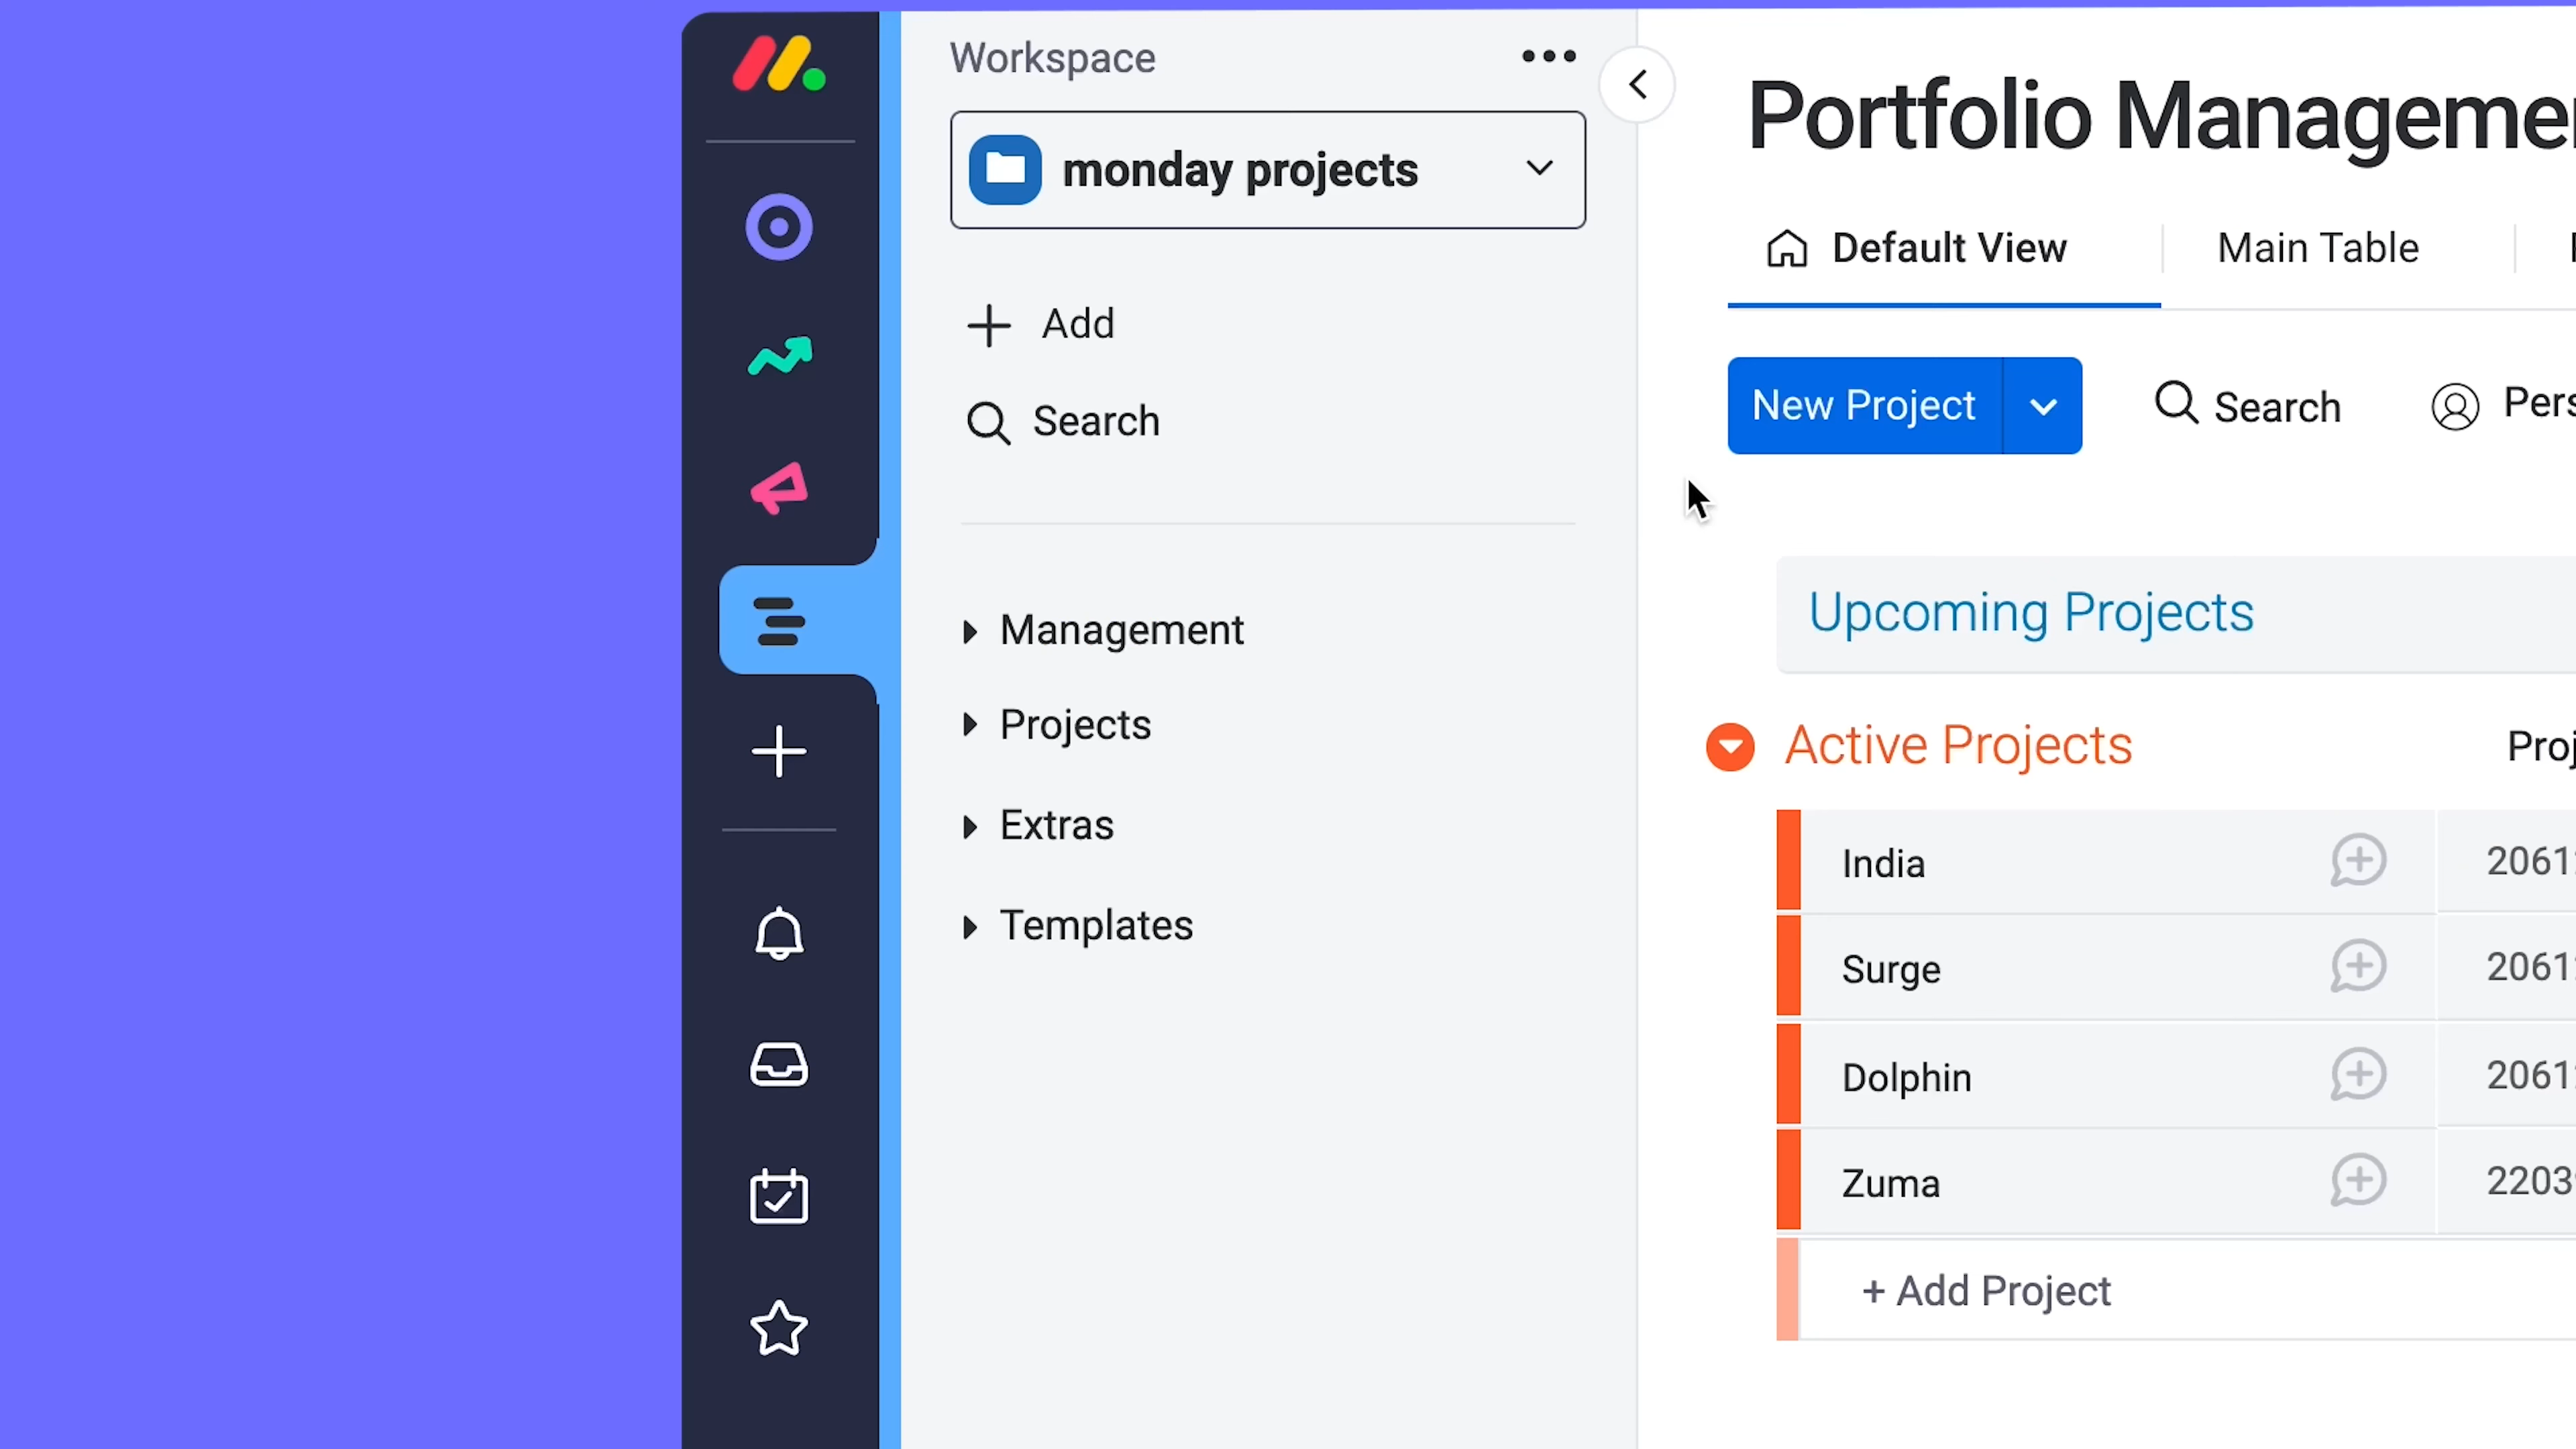 Workspace
monday projects
Add
Search
Management
Projects
Extras
Templates
Portfolio Manageme
Default View
Main Table
New Project
Search
Pers
Upcoming Projects
Active Projects
Proj
India
2061
Surge
2061
Dolphin
2061
Zuma
2203
+ Add Project